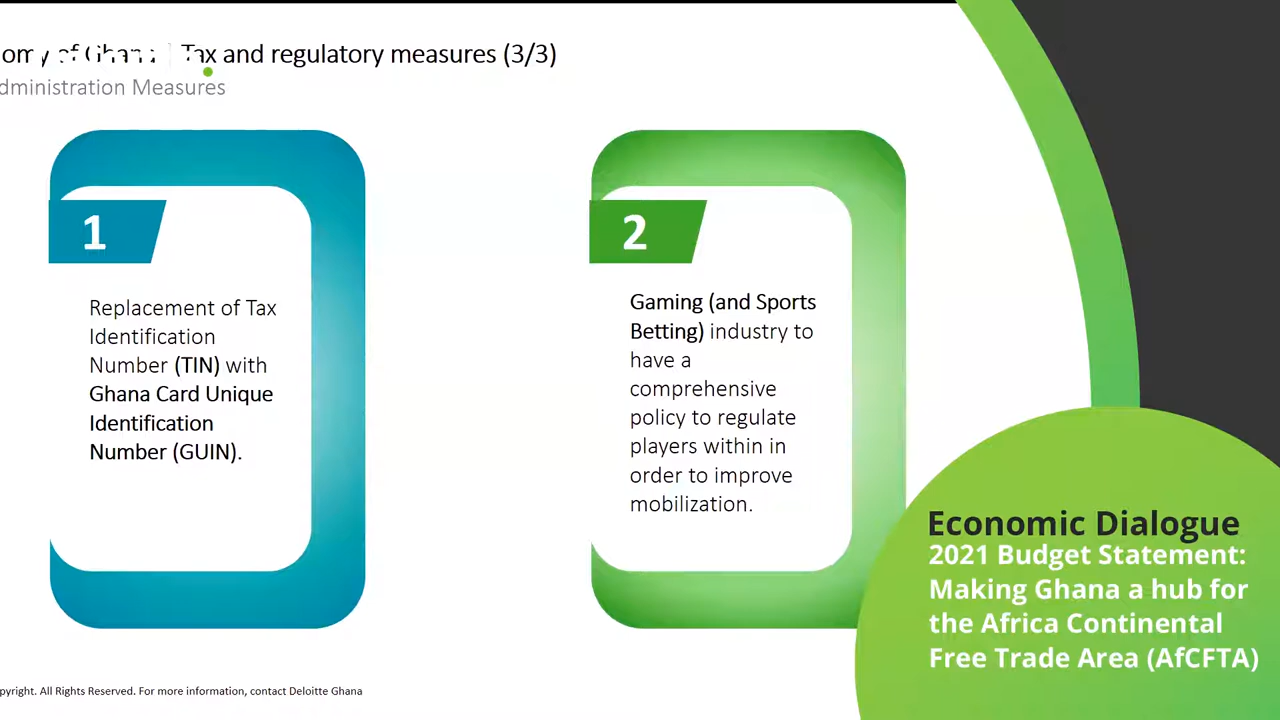 of Ghana | Tax and regulatory measures (3/3)
Measures
1
Replacement of Tax
Identification
Number (TIN) with
Ghana Card Unique
Identification
Number (GUIN).
2
Gaming (and Sports
Betting) industry to
have a
comprehensive
policy to regulate
players within in
order to improve
mobilization.
Economic Dialogue
2021 Budget Statement:
Making Ghana a hub for
the Africa Continental
Free Trade Area (AfCFTA)
All Rights Reserved. For more information, contact Deloitte Ghana